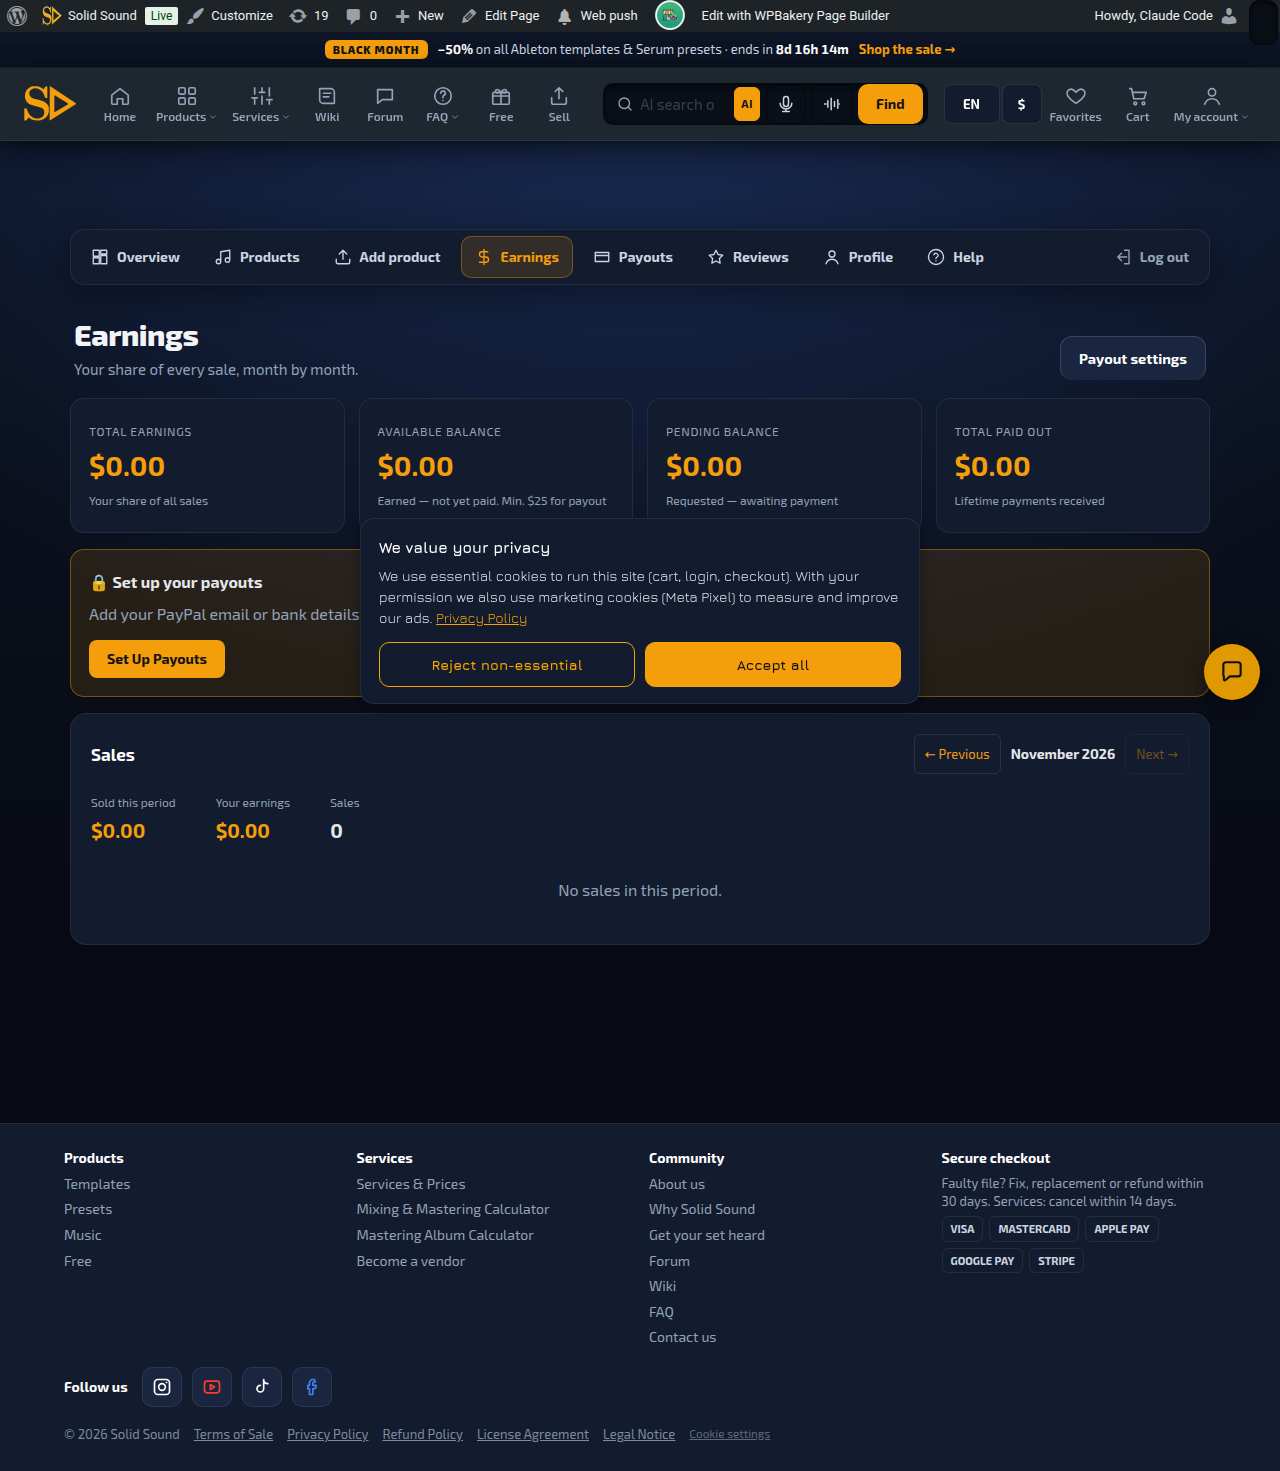 Solid Sound Live Customize 19 0 New Edit Page Web push Edit with WPBakery Page Builder Howdy, Claude Code
BLACK MONTH −50% on all Ableton templates & Serum presets · ends in 8d 16h 14m Shop the sale →
SD Home Products Services Wiki Forum FAQ Free Sell AI search o AI Find EN $ Favorites Cart My account
Overview Products Add product Earnings Payouts Reviews Profile Help Log out
Earnings
Your share of every sale, month by month.
Payout settings
TOTAL EARNINGS
$0.00
Your share of all sales
AVAILABLE BALANCE
$0.00
Earned — not yet paid. Min. $25 for payout
PENDING BALANCE
$0.00
Requested — awaiting payment
TOTAL PAID OUT
$0.00
Lifetime payments received
🔒 Set up your payouts
Add your PayPal email or bank details
Set Up Payouts
We value your privacy
We use essential cookies to run this site (cart, login, checkout). With your
permission we also use marketing cookies (Meta Pixel) to measure and improve
our ads. Privacy Policy
Reject non-essential Accept all
Sales
← Previous November 2026 Next →
Sold this period Your earnings Sales
$0.00 $0.00 0
No sales in this period.
Products
Templates
Presets
Music
Free
Services
Services & Prices
Mixing & Mastering Calculator
Mastering Album Calculator
Become a vendor
Community
About us
Why Solid Sound
Get your set heard
Forum
Wiki
FAQ
Contact us
Secure checkout
Faulty file? Fix, replacement or refund within
30 days. Services: cancel within 14 days.
VISA MASTERCARD APPLE PAY
GOOGLE PAY STRIPE
Follow us
© 2026 Solid Sound Terms of Sale Privacy Policy Refund Policy License Agreement Legal Notice Cookie settings